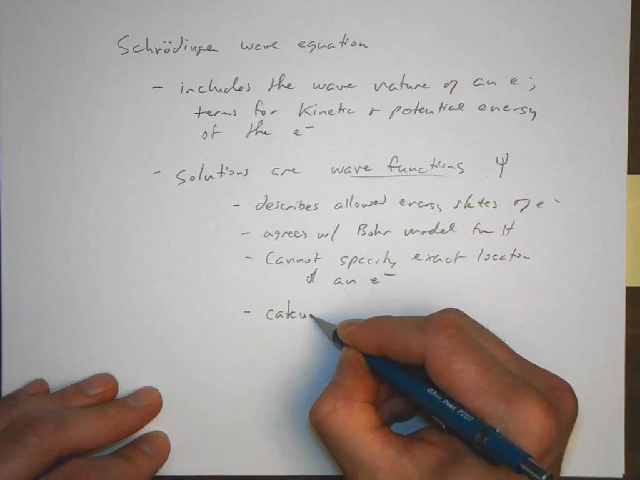 Schrödinger wave equation
- includes the wave nature of an e⁻;
terms for kinetic + potential energy
of the e⁻
- Solutions are wave functions Ψ
- describes allowed energy states of e⁻
- agrees w/ Bohr model for H
- Cannot specify exact location
of an e⁻
- calcu